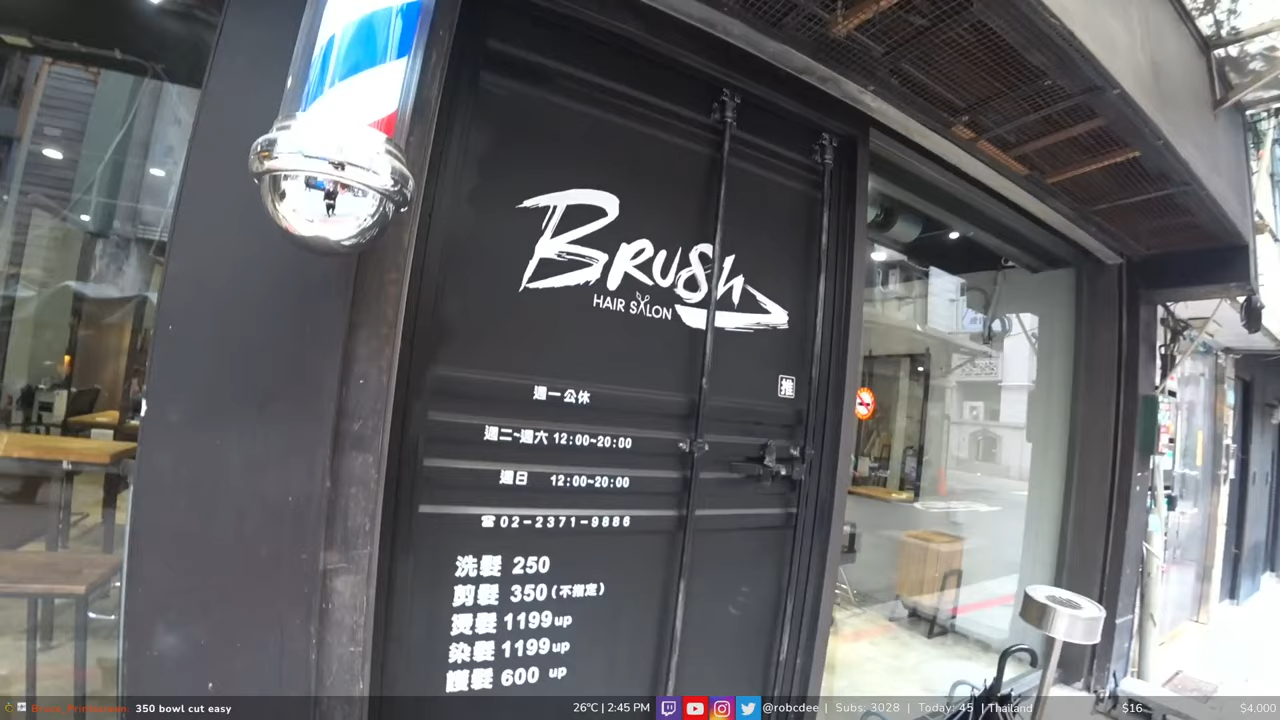 BRUSH
HAIR SALON
推
週一公休
週二~週六 12:00~20:00
週日 12:00~20:00
☎02-2371-9886
洗髮 250
剪髮 350(不指定)
燙髮 1199up
染髮 1199up
護髮 600 up
350 bowl cut easy
26°C | 2:45 PM
@robcdee | Subs: 3028 | Today: 45 | Thailand
$16
$4.000